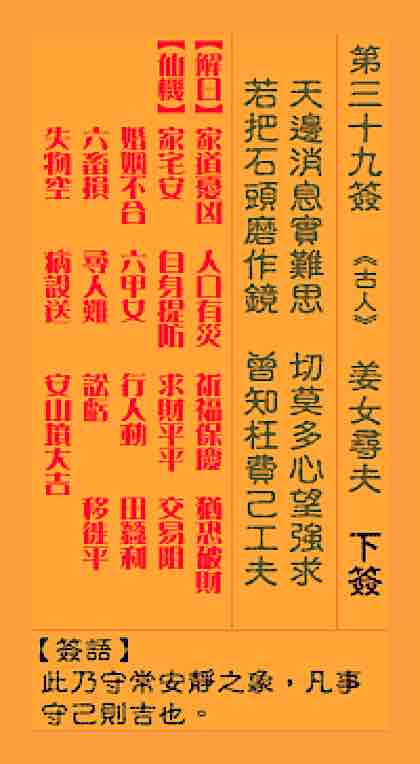 第三十九簽 《古人》 姜女尋夫 下簽
天邊消息實難思 切莫多心望強求
若把石頭磨作鏡 曾知枉費己工夫
【解曰】 家道憂凶 人口有災 祈福保慶 猶恐破財
【仙機】 家宅安 自身提防 求財平平 交易阻
婚姻不合 六甲女 行人動 田蠶利
六畜損 尋人難 訟虧 移徙平
失物空 病設送 安山墳大吉
【簽語】
此乃守常安靜之象，凡事
守己則吉也。